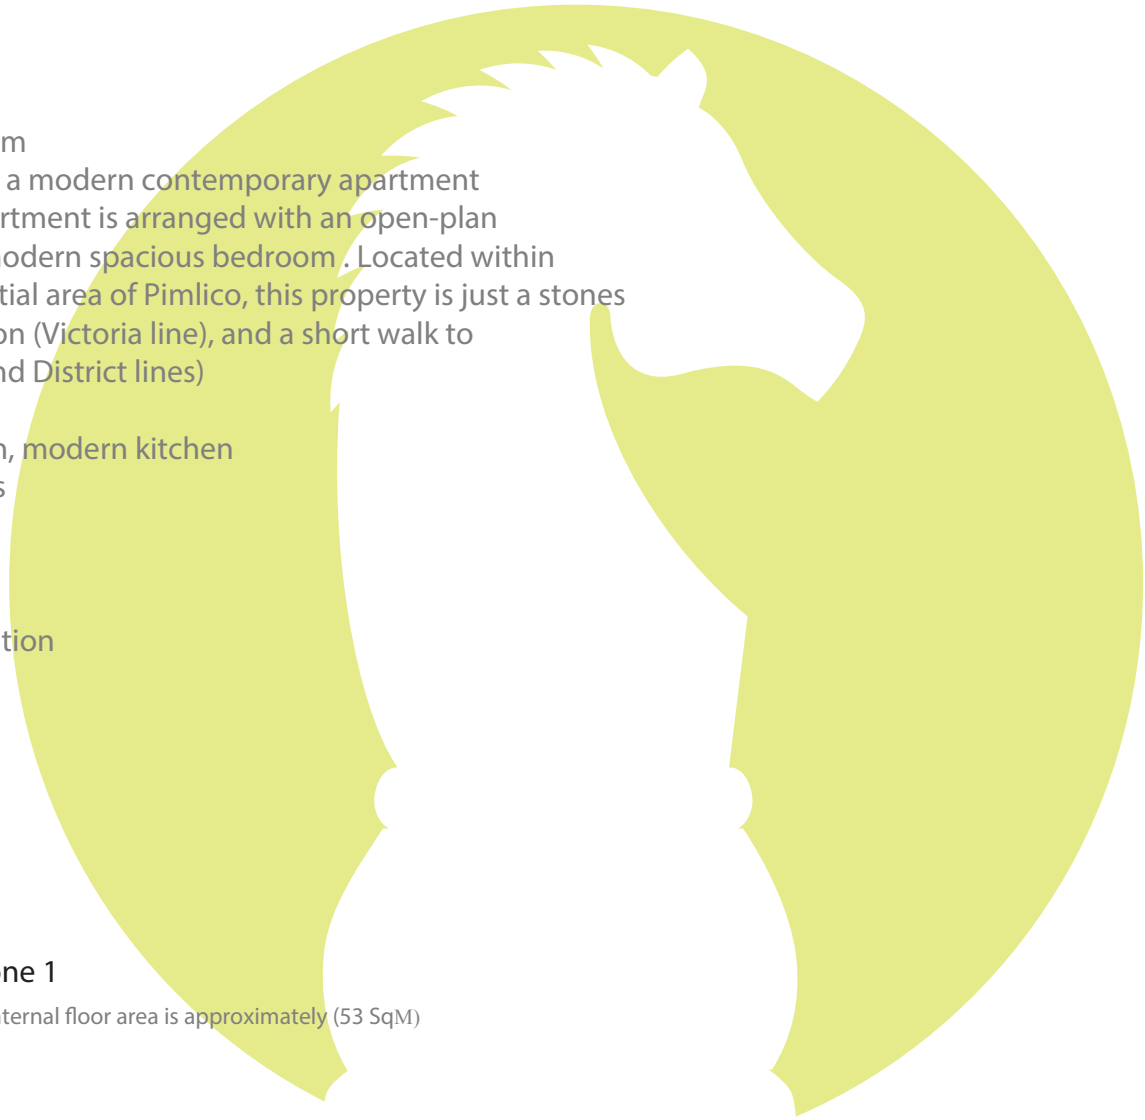 m
a modern contemporary apartment
rtment is arranged with an open-plan
odern spacious bedroom . Located within
tial area of Pimlico, this property is just a stones
on (Victoria line), and a short walk to
nd District lines)
n, modern kitchen
s
tion
one 1
nternal floor area is approximately (53 SqM)